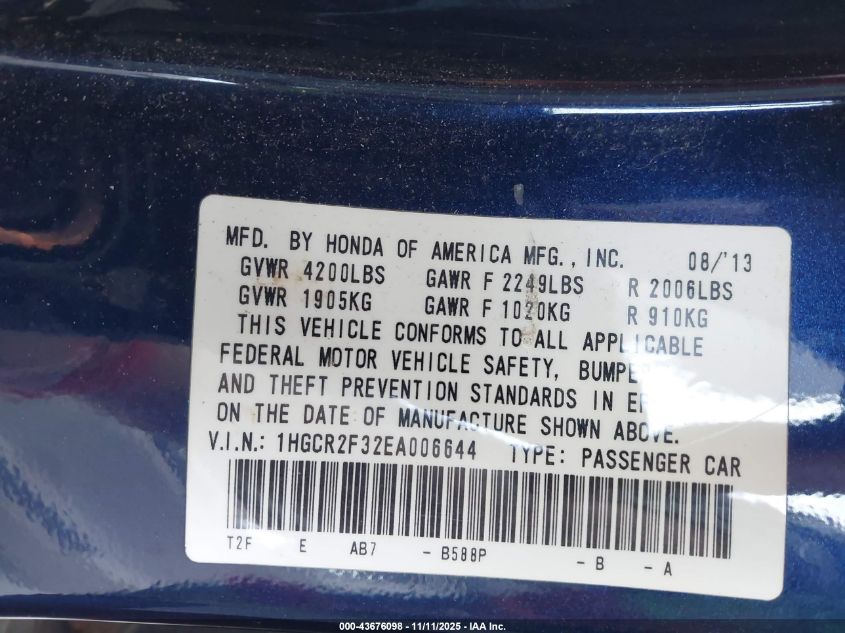 MFD. BY HONDA OF AMERICA MFG., INC. 08/'13
GVWR 4200LBS GAWR F 2249LBS R 2006LBS
GVWR 1905KG GAWR F 1020KG R 910KG
THIS VEHICLE CONFORMS TO ALL APPLICABLE
FEDERAL MOTOR VEHICLE SAFETY, BUMPE
AND THEFT PREVENTION STANDARDS IN EF
ON THE DATE OF MANUFACTURE SHOWN ABOVE.
V.I.N.: 1HGCR2F32EA006644 TYPE: PASSENGER CAR
T2F E AB7 - B588P - B - A
000-43676098 - 11/11/2025 - IAA Inc.